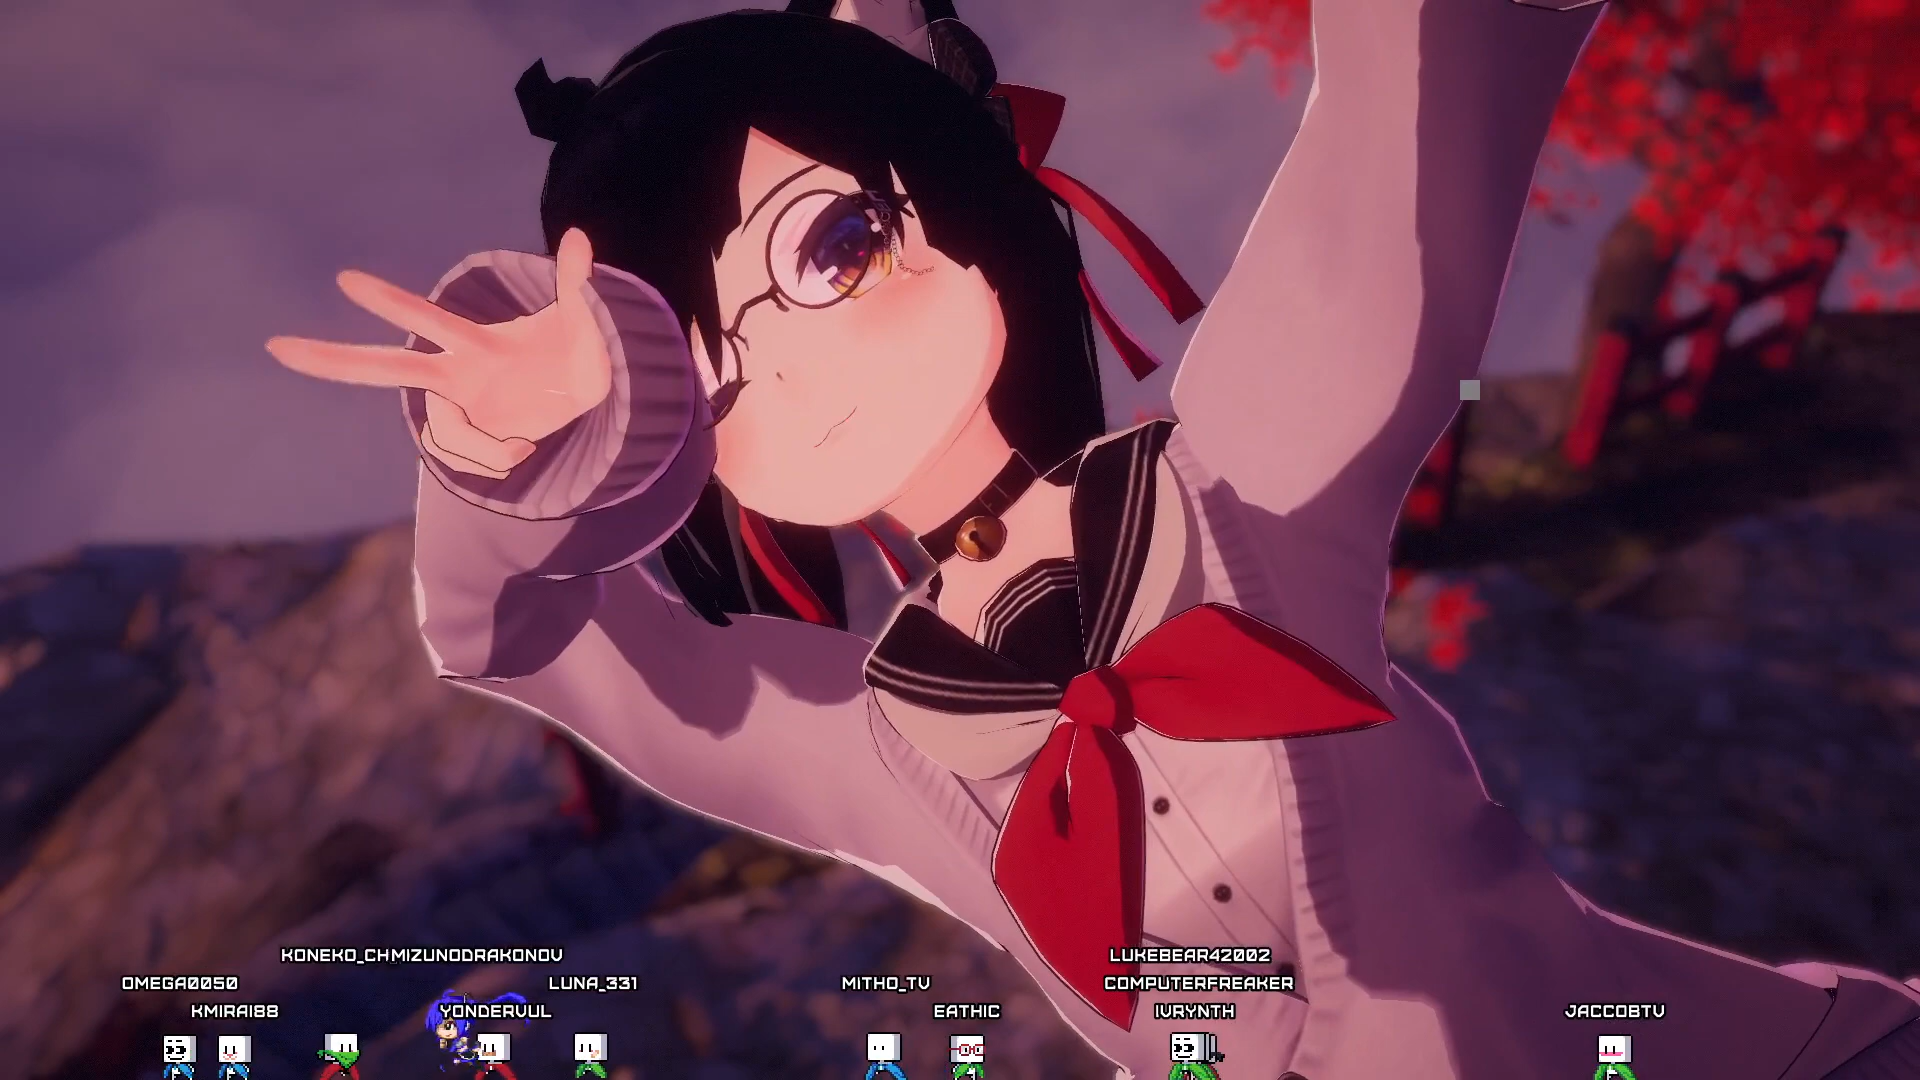 KONEKO_CHMIZUNODRAKONOV
LUKEBEAR42002
OMEGA0050
LUNA_331
MITHO_TV
COMPUTERFREAKER
KMIRAI88
YONDERVUL
EATHIC
IVRYNTH
JACCOBTV